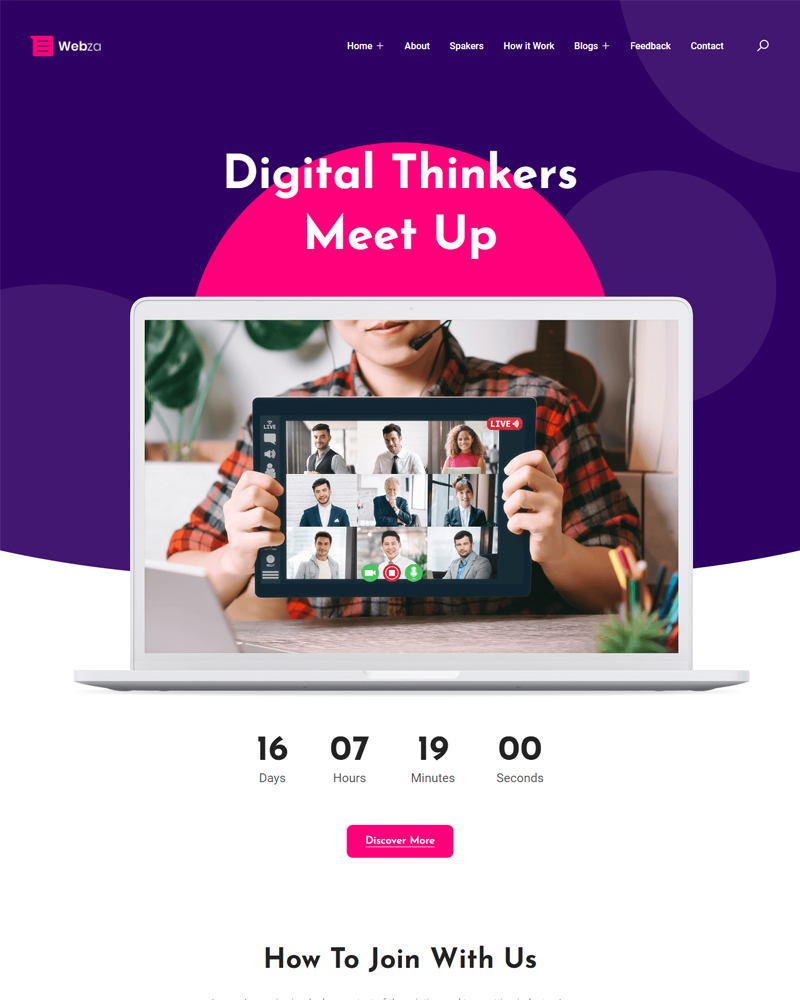 Webza
Home + About Spakers How it Work Blogs + Feedback Contact
Digital Thinkers
Meet Up
LIVE
LIVE
16 07 19 00
Days Hours Minutes Seconds
Discover More
How To Join With Us